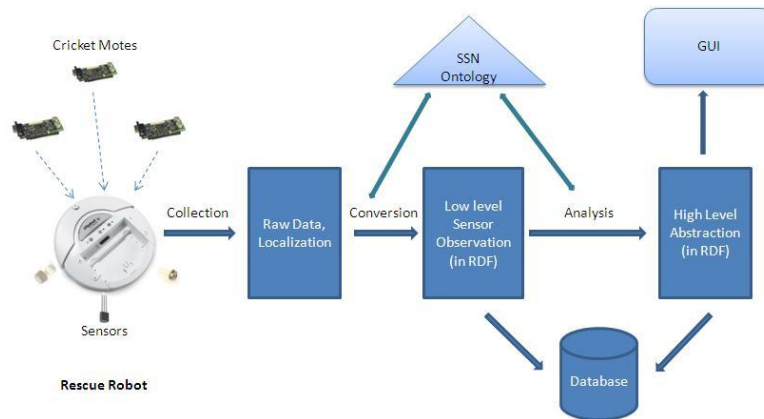 Cricket Motes
SSN
Ontology
GUI
Collection
Raw Data,
Localization
Conversion
Low level
Sensor
Observation
(in RDF)
Analysis
High Level
Abstraction
(in RDF)
Sensors
Database
Rescue Robot